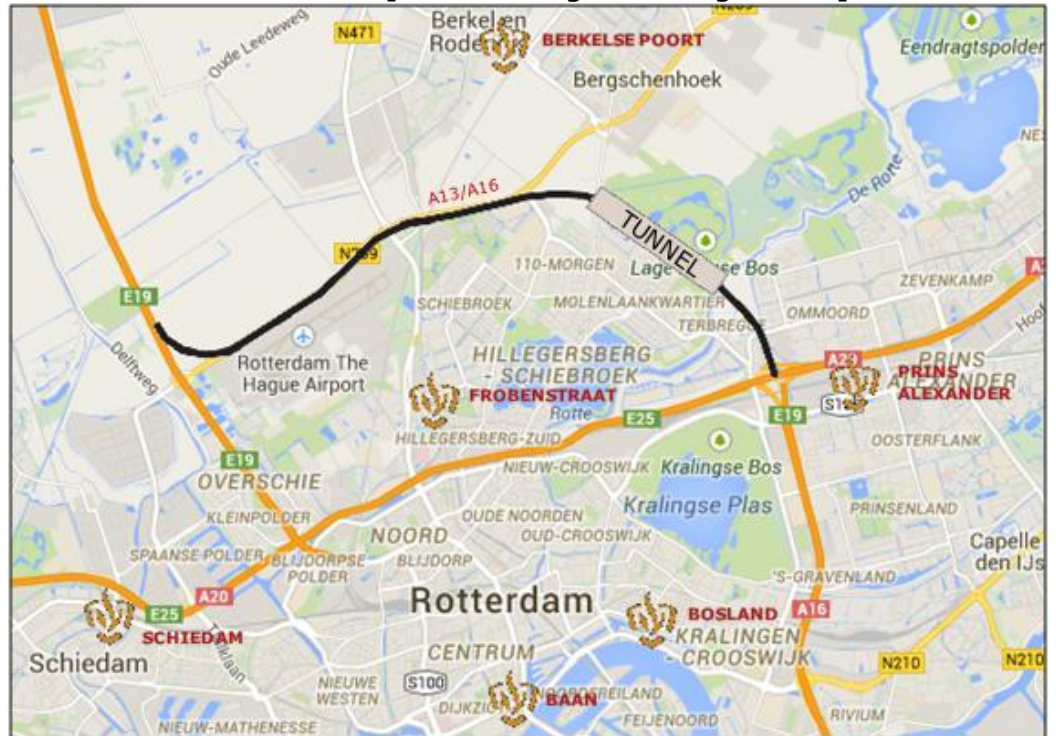 N471
Oude Leedeweg
Berkel en
BERKELSE POORT
Bergschenhoek
Eendragtspolder
De Rotte
A13/A16
TUNNEL
110-MORGEN
ZEVENKAMP
E19
SCHIEBROEK
MOLENLAANKWARTIER
OMMOORD
Delftweg
Rotterdam The
Hague Airport
HILLEGERSBERG
- SCHIEBROEK
PRINS
ALEXANDER
PRINS
ALEXANDER
FROBENSTRAAT
Rotte
E25
E19
HILLEGERSBERG-ZUID
OOSTERFLANK
E19
OVERSCHIE
NIEUW-CROOSWIJK
Kralingse Bos
Kralingse Plas
PRINSENLAND
KLEINPOLDER
OUDE NOORDEN
NOORD
OUD-CROOSWIJK
SPAANSE POLDER
BLIJDORPSE
POLDER
BLIJDORP
Capelle
den IJs
'S-GRAVENLAND
A20
E25
Rotterdam
A16
SCHIEDAM
BOSLAND
KRALINGEN
- CROOSWIJK
Schiedam
CENTRUM
N210
N210
NIEUWE
WESTEN
S100
BAAN
FEIJENOORD
RIVIUM
NIEUW-MATHENESSE